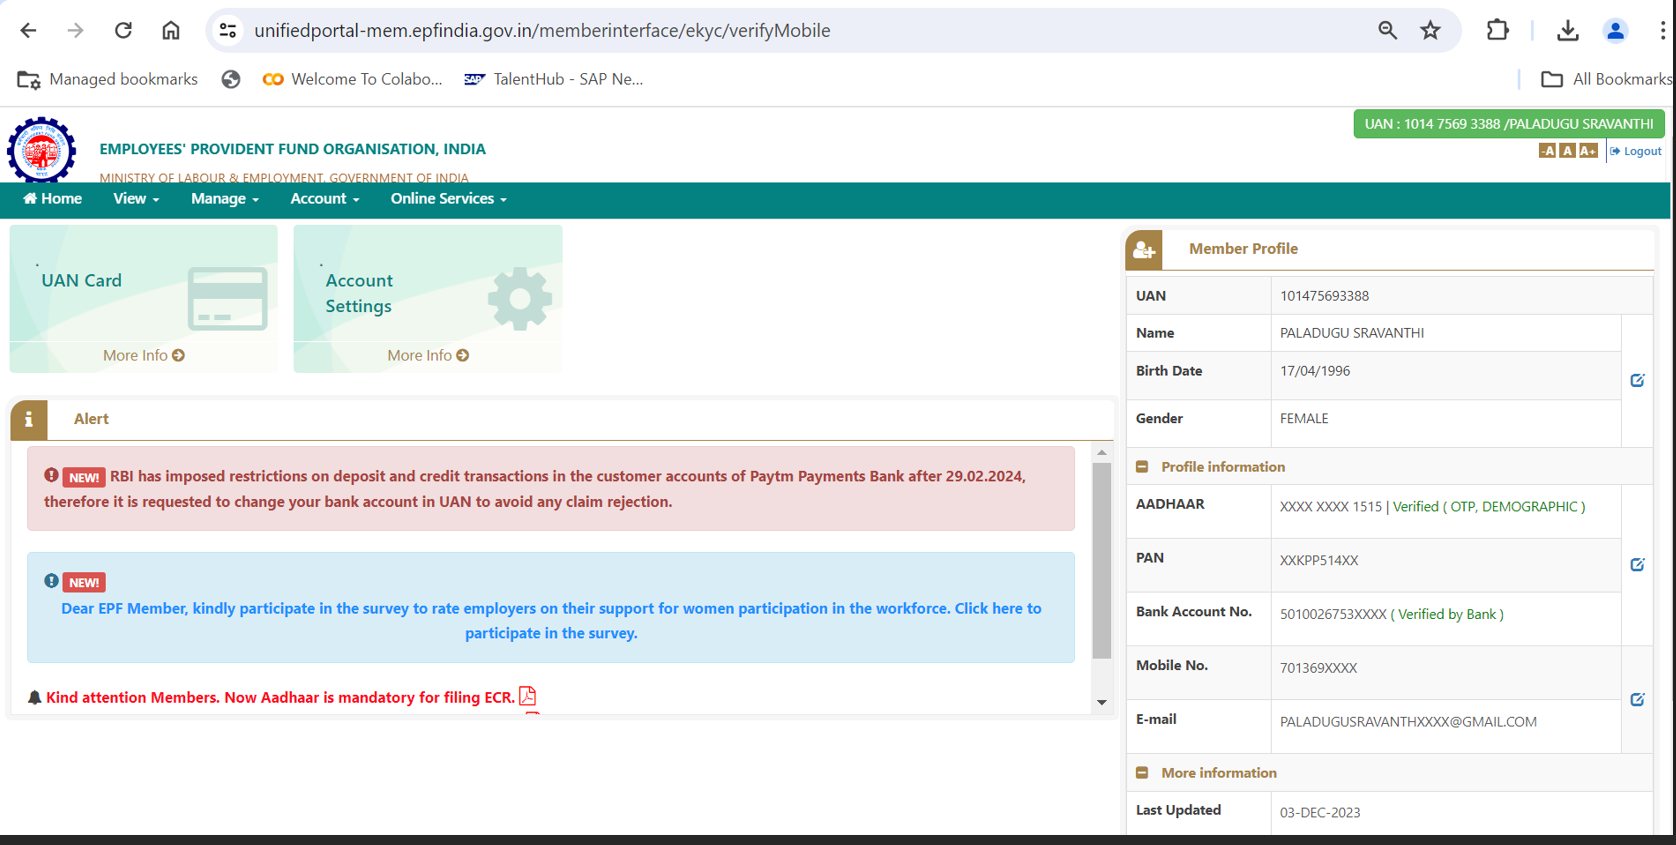 unifiedportal-mem.epfindia.gov.in/memberinterface/ekyc/verifyMobile
Managed bookmarks
Welcome To Colabo...
SAP
TalentHub - SAP Ne...
All Bookmarks
UAN : 1014 7569 3388 /PALADUGU SRAVANTHI
EMPLOYEES' PROVIDENT FUND ORGANISATION, INDIA
-A A A+ Logout
MINISTRY OF LABOUR & EMPLOYMENT, GOVERNMENT OF INDIA
Home View Manage Account Online Services
. UAN Card
More Info
. Account
Settings
More Info
Alert
NEW! RBI has imposed restrictions on deposit and credit transactions in the customer accounts of Paytm Payments Bank after 29.02.2024,
therefore it is requested to change your bank account in UAN to avoid any claim rejection.
NEW!
Dear EPF Member, kindly participate in the survey to rate employers on their support for women participation in the workforce. Click here to
participate in the survey.
Kind attention Members. Now Aadhaar is mandatory for filing ECR.
Member Profile
UAN 101475693388
Name PALADUGU SRAVANTHI
Birth Date 17/04/1996
Gender FEMALE
Profile information
AADHAAR XXXX XXXX 1515 | Verified ( OTP, DEMOGRAPHIC )
PAN XXKPP514XX
Bank Account No. 5010026753XXXX ( Verified by Bank )
Mobile No. 701369XXXX
E-mail PALADUGUSRAVANTHXXXX@GMAIL.COM
More information
Last Updated 03-DEC-2023